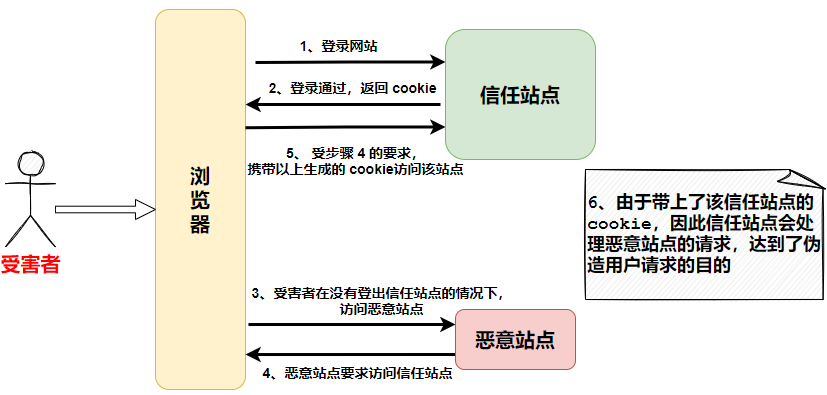 1、登录网站
2、登录通过，返回 cookie
信任站点
5、 受步骤 4 的要求，
携带以上生成的 cookie访问该站点
浏
览
器
受害者
6、由于带上了该信任站点的
cookie，因此信任站点会处
理恶意站点的请求，达到了伪
造用户请求的目的
3、受害者在没有登出信任站点的情况下，
访问恶意站点
恶意站点
4、恶意站点要求访问信任站点